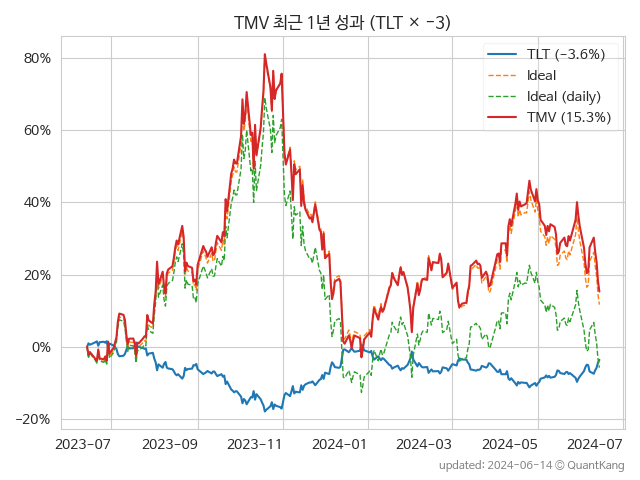 TMV 최근 1년 성과 (TLT × −3)
TLT (−3.6%)
Ideal
Ideal (daily)
TMV (15.3%)
80%
60%
40%
20%
0%
−20%
2023-07
2023-09
2023-11
2024-01
2024-03
2024-05
2024-07
updated: 2024-06-14 © QuantKang